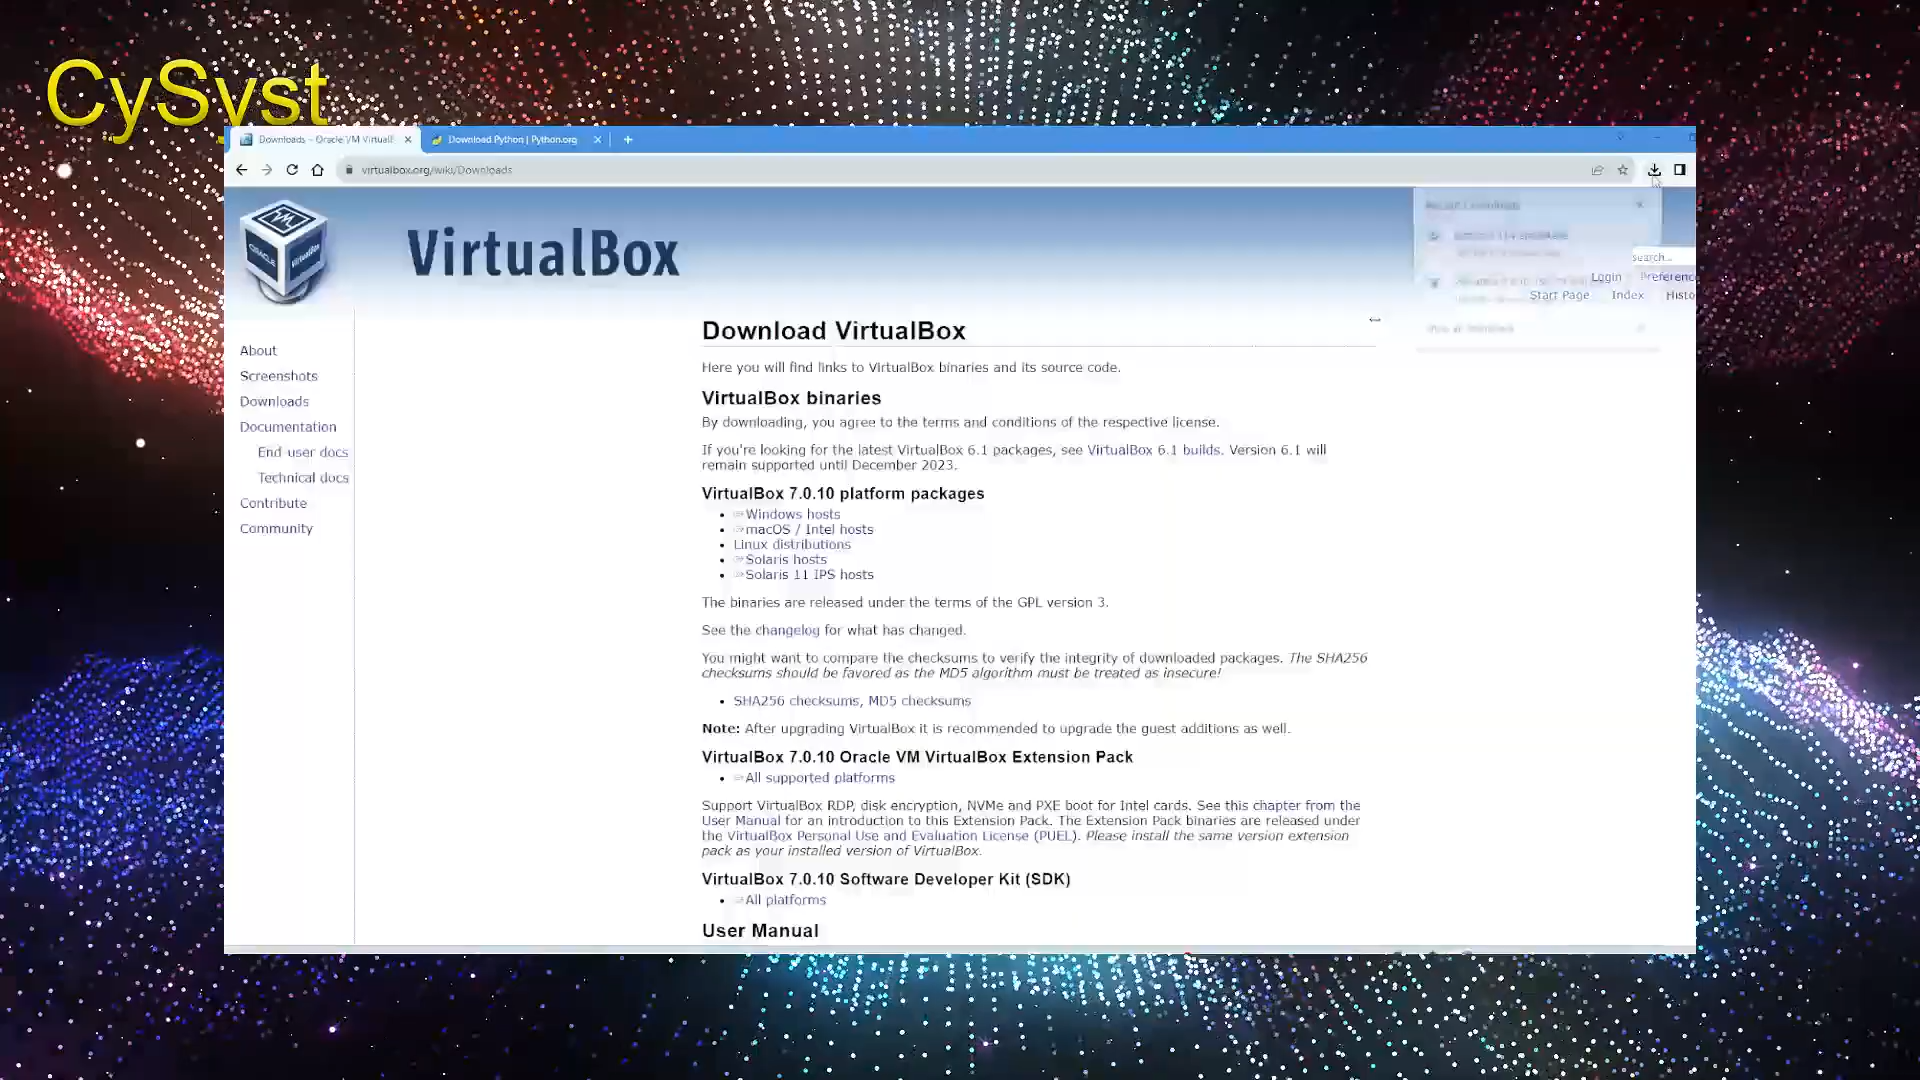 CySyst
Downloads – Oracle VM VirtualB
Download Python | Python.org
virtualbox.org/wiki/Downloads
VirtualBox
ORACLE
VirtualBox
search...
Login Preference
Start Page Index Histo
About
Screenshots
Downloads
Documentation
End-user docs
Technical docs
Contribute
Community
Download VirtualBox
Here you will find links to VirtualBox binaries and its source code.
VirtualBox binaries
By downloading, you agree to the terms and conditions of the respective license.
If you're looking for the latest VirtualBox 6.1 packages, see VirtualBox 6.1 builds. Version 6.1 will
remain supported until December 2023.
VirtualBox 7.0.10 platform packages
Windows hosts
macOS / Intel hosts
Linux distributions
Solaris hosts
Solaris 11 IPS hosts
The binaries are released under the terms of the GPL version 3.
See the changelog for what has changed.
You might want to compare the checksums to verify the integrity of downloaded packages. The SHA256
checksums should be favored as the MD5 algorithm must be treated as insecure!
SHA256 checksums, MD5 checksums
Note: After upgrading VirtualBox it is recommended to upgrade the guest additions as well.
VirtualBox 7.0.10 Oracle VM VirtualBox Extension Pack
All supported platforms
Support VirtualBox RDP, disk encryption, NVMe and PXE boot for Intel cards. See this chapter from the
User Manual for an introduction to this Extension Pack. The Extension Pack binaries are released under
the VirtualBox Personal Use and Evaluation License (PUEL). Please install the same version extension
pack as your installed version of VirtualBox.
VirtualBox 7.0.10 Software Developer Kit (SDK)
All platforms
User Manual